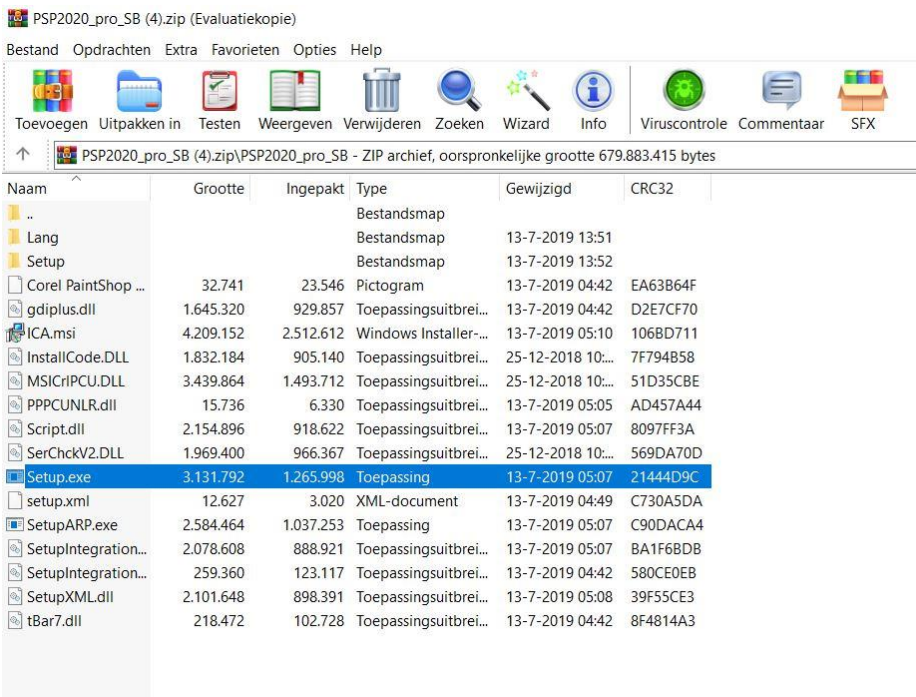 PSP2020_pro_SB (4).zip (Evaluatiekopie)
Bestand Opdrachten Extra Favorieten Opties Help
Toevoegen Uitpakken in Testen Weergeven Verwijderen Zoeken Wizard Info Viruscontrole Commentaar SFX
PSP2020_pro_SB (4).zip\PSP2020_pro_SB - ZIP archief, oorspronkelijke grootte 679.883.415 bytes
Naam Grootte Ingepakt Type Gewijzigd CRC32
.. Bestandsmap
Lang Bestandsmap 13-7-2019 13:51
Setup Bestandsmap 13-7-2019 13:52
Corel PaintShop ... 32.741 23.546 Pictogram 13-7-2019 04:42 EA63B64F
gdiplus.dll 1.645.320 929.857 Toepassingsuitbrei... 13-7-2019 04:42 D2E7CF70
ICA.msi 4.209.152 2.512.612 Windows Installer-... 13-7-2019 05:10 106BD711
InstallCode.DLL 1.832.184 905.140 Toepassingsuitbrei... 25-12-2018 10:... 7F794B58
MSICrlPCU.DLL 3.439.864 1.493.712 Toepassingsuitbrei... 25-12-2018 10:... 51D35CBE
PPPCUNLR.dll 15.736 6.330 Toepassingsuitbrei... 13-7-2019 05:05 AD457A44
Script.dll 2.154.896 918.622 Toepassingsuitbrei... 13-7-2019 05:07 8097FF3A
SerChckV2.DLL 1.969.400 966.367 Toepassingsuitbrei... 25-12-2018 10:... 569DA70D
Setup.exe 3.131.792 1.265.998 Toepassing 13-7-2019 05:07 21444D9C
setup.xml 12.627 3.020 XML-document 13-7-2019 04:49 C730A5DA
SetupARP.exe 2.584.464 1.037.253 Toepassing 13-7-2019 05:07 C90DACA4
SetupIntegration... 2.078.608 888.921 Toepassingsuitbrei... 13-7-2019 05:07 BA1F6BDB
SetupIntegration... 259.360 123.117 Toepassingsuitbrei... 13-7-2019 04:42 580CE0EB
SetupXML.dll 2.101.648 898.391 Toepassingsuitbrei... 13-7-2019 05:08 39F55CE3
tBar7.dll 218.472 102.728 Toepassingsuitbrei... 13-7-2019 04:42 8F4814A3